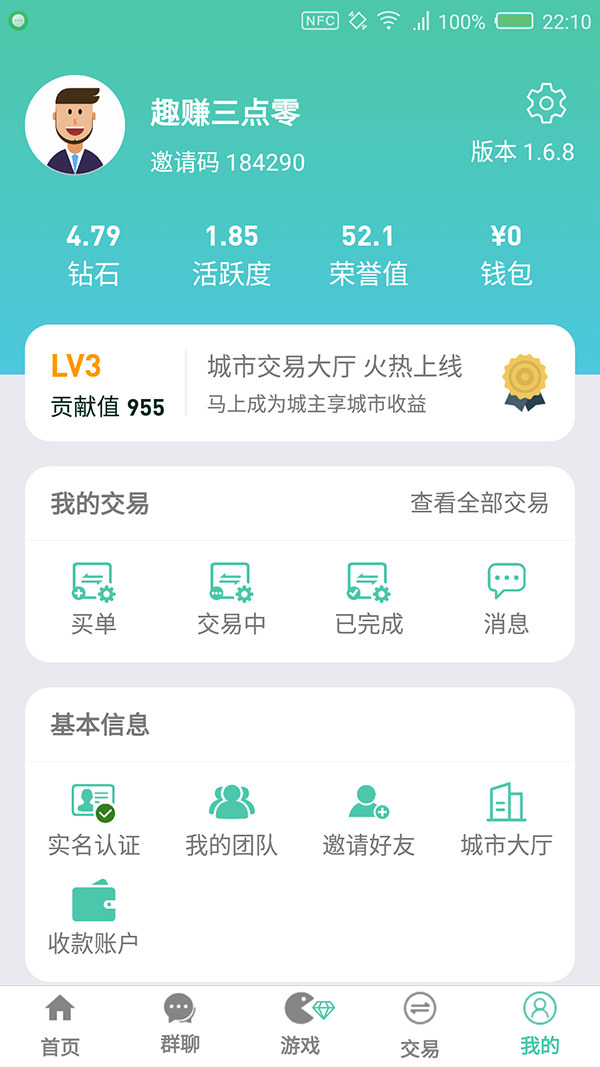 NFC 100% 22:10
趣赚三点零
邀请码 184290
版本 1.6.8
4.79 1.85 52.1 ¥0
钻石 活跃度 荣誉值 钱包
LV3
贡献值 955
城市交易大厅 火热上线
马上成为城主享城市收益
我的交易 查看全部交易
买单 交易中 已完成 消息
基本信息
实名认证 我的团队 邀请好友 城市大厅
收款账户
首页 群聊 游戏 交易 我的